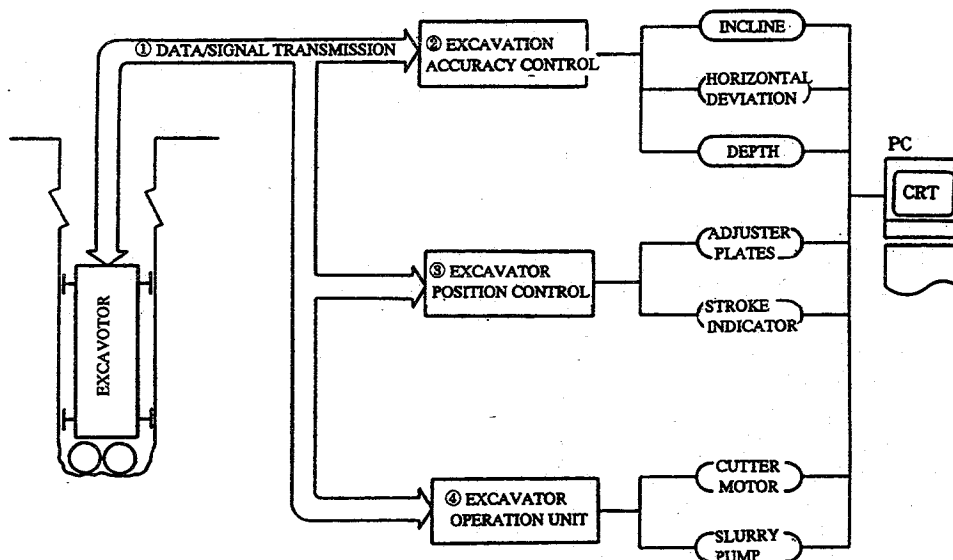 ① DATA/SIGNAL TRANSMISSION
② EXCAVATION
ACCURACY CONTROL
INCLINE
HORIZONTAL
DEVIATION
DEPTH
PC
CRT
③ EXCAVATOR
POSITION CONTROL
ADJUSTER
PLATES
STROKE
INDICATOR
EXCAVOTOR
④ EXCAVATOR
OPERATION UNIT
CUTTER
MOTOR
SLURRY
PUMP